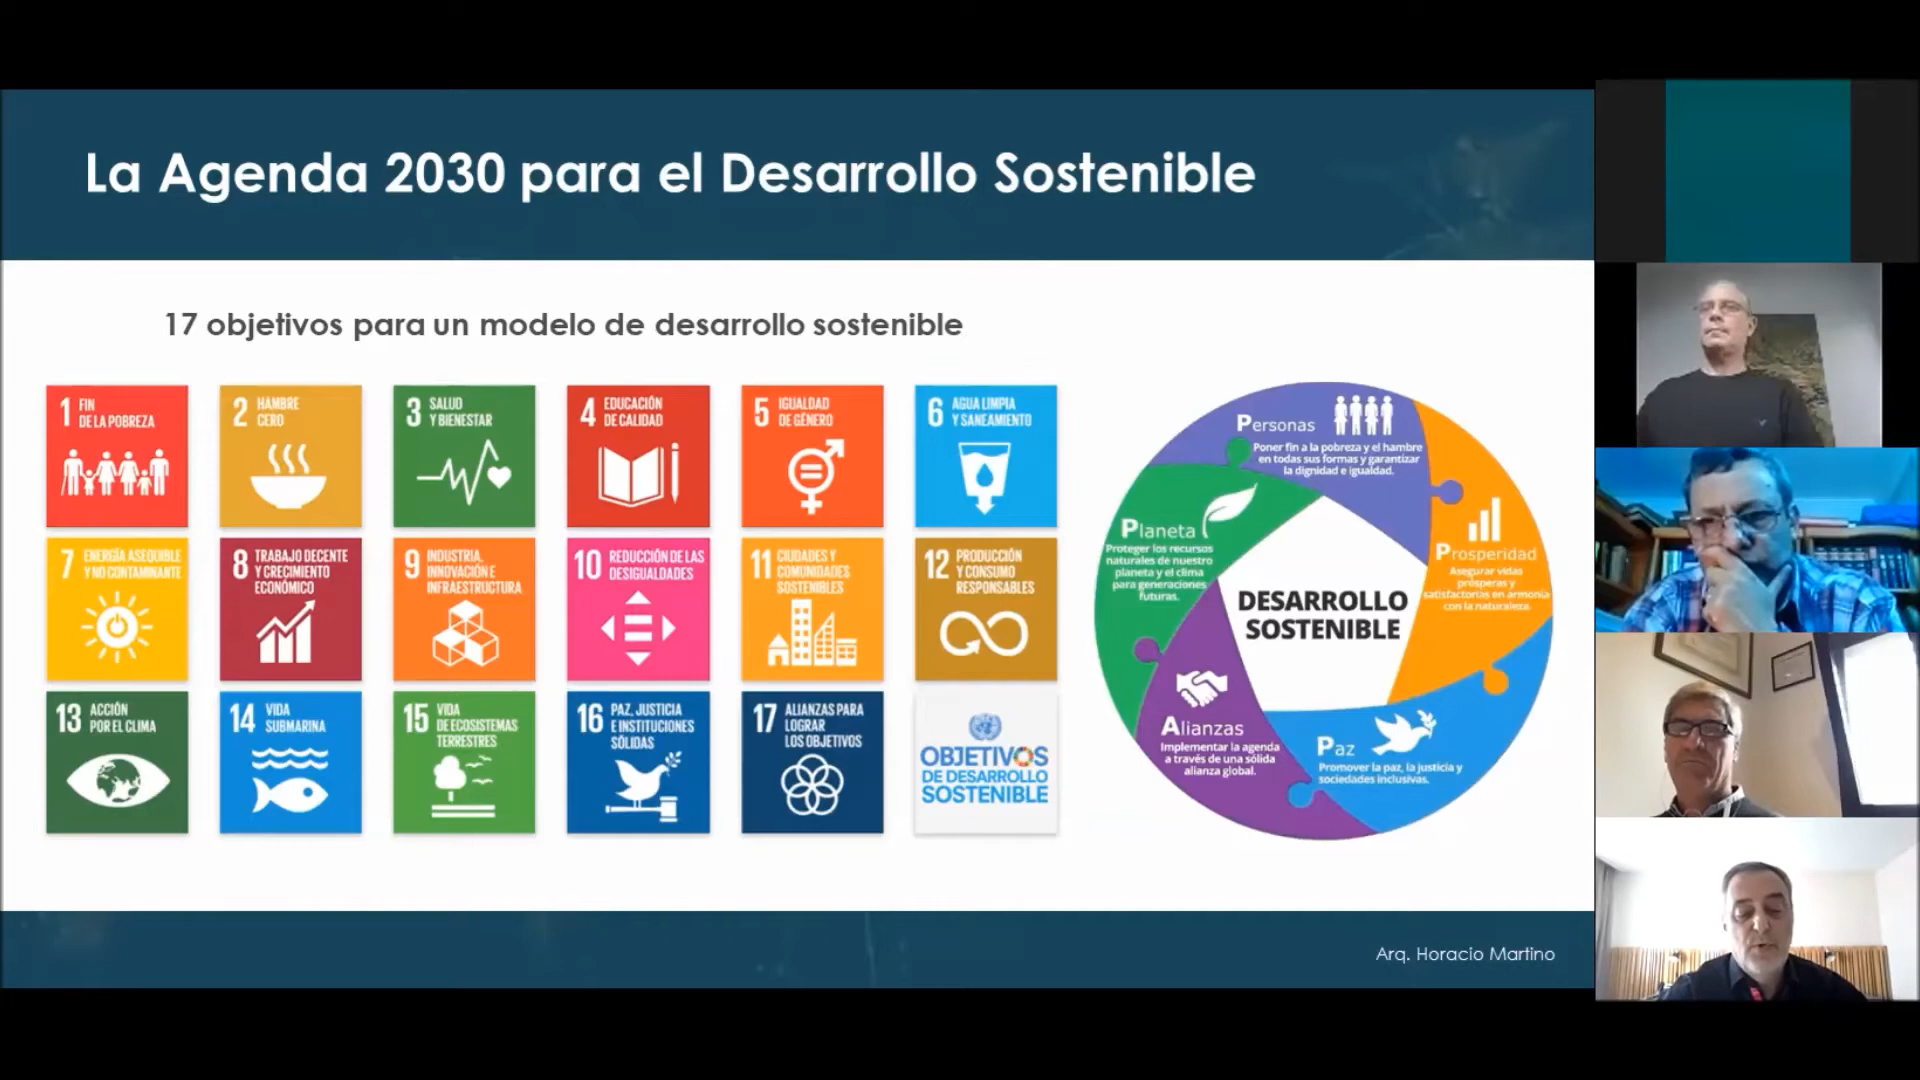 La Agenda 2030 para el Desarrollo Sostenible
17 objetivos para un modelo de desarrollo sostenible
1 FIN
DE LA POBREZA
2 HAMBRE
CERO
3 SALUD
Y BIENESTAR
4 EDUCACIÓN
DE CALIDAD
5 IGUALDAD
DE GÉNERO
6 AGUA LIMPIA
Y SANEAMIENTO
7 ENERGÍA ASEQUIBLE
Y NO CONTAMINANTE
8 TRABAJO DECENTE
Y CRECIMIENTO
ECONÓMICO
9 INDUSTRIA,
INNOVACIÓN E
INFRAESTRUCTURA
10 REDUCCIÓN DE LAS
DESIGUALDADES
11 CIUDADES Y
COMUNIDADES
SOSTENIBLES
12 PRODUCCIÓN
Y CONSUMO
RESPONSABLES
13 ACCIÓN
POR EL CLIMA
14 VIDA
SUBMARINA
15 VIDA
DE ECOSISTEMAS
TERRESTRES
16 PAZ, JUSTICIA
E INSTITUCIONES
SÓLIDAS
17 ALIANZAS PARA
LOGRAR
LOS OBJETIVOS
OBJETIVOS
DE DESARROLLO
SOSTENIBLE
Personas
Poner fin a la pobreza y el hambre
en todas sus formas y garantizar
la dignidad e igualdad.
Planeta
Proteger los recursos
naturales de nuestro
planeta y el clima
para generaciones
futuras.
Prosperidad
Asegurar vidas
prósperas y
satisfactorias en armonía
con la naturaleza.
DESARROLLO
SOSTENIBLE
Alianzas
Implementar la agenda
a través de una sólida
alianza global.
Paz
Promover la paz, la justicia y
sociedades inclusivas.
Arq. Horacio Martino